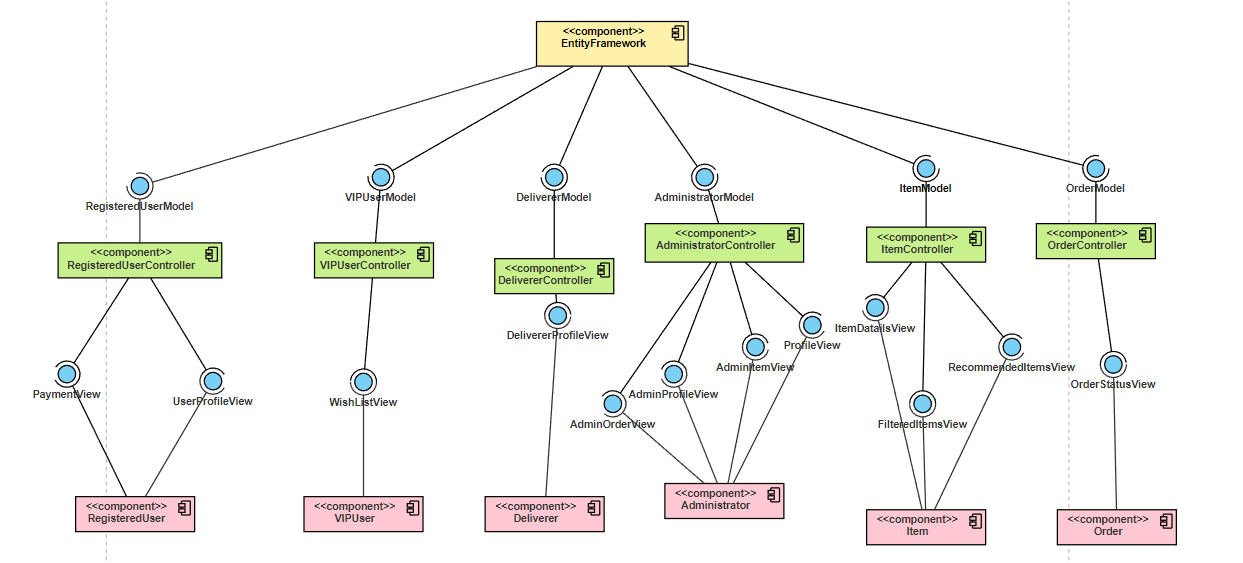 <<component>>
EntityFramework
RegisteredUserModel
VIPUserModel
DelivererModel
AdministratorModel
ItemModel
OrderModel
<<component>>
RegisteredUserController
<<component>>
VIPUserController
<<component>>
DelivererController
<<component>>
AdministratorController
<<component>>
ItemController
<<component>>
OrderController
PaymentView
UserProfileView
WishListView
DelivererProfileView
AdminOrderView
AdminProfileView
AdminItemView
ProfileView
ItemDatailsView
FilteredItemsView
RecommendedItemsView
OrderStatusView
<<component>>
RegisteredUser
<<component>>
VIPUser
<<component>>
Deliverer
<<component>>
Administrator
<<component>>
Item
<<component>>
Order